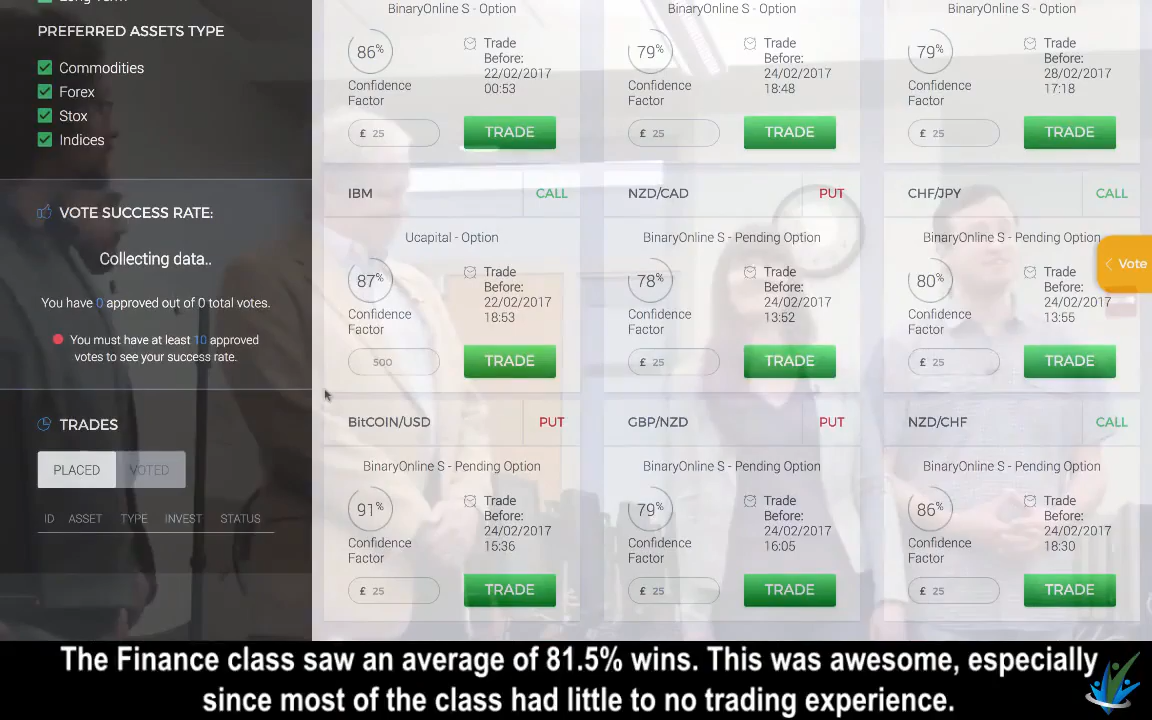 PREFERRED ASSETS TYPE
Commodities
Forex
Stox
Indices
VOTE SUCCESS RATE:
Collecting data..
You have 0 approved out of 0 total votes.
You must have at least 10 approved
votes to see your success rate.
TRADES
PLACED VOTED
ID ASSET TYPE INVEST STATUS
BinaryOnline S - Option
86%
Confidence
Factor
Trade
Before:
22/02/2017
00:53
£ 25
TRADE
BinaryOnline S - Option
79%
Confidence
Factor
Trade
Before:
24/02/2017
18:48
£ 25
TRADE
BinaryOnline S - Option
79%
Confidence
Factor
Trade
Before:
28/02/2017
17:18
£ 25
TRADE
IBM CALL
Ucapital - Option
87%
Confidence
Factor
Trade
Before:
22/02/2017
18:53
500
TRADE
NZD/CAD PUT
BinaryOnline S - Pending Option
78%
Confidence
Factor
Trade
Before:
24/02/2017
13:52
£ 25
TRADE
CHF/JPY CALL
BinaryOnline S - Pending Option
80%
Confidence
Factor
Trade
Before:
24/02/2017
13:55
£ 25
TRADE
Vote
BitCOIN/USD PUT
BinaryOnline S - Pending Option
91%
Confidence
Factor
Trade
Before:
24/02/2017
15:36
£ 25
TRADE
GBP/NZD PUT
BinaryOnline S - Pending Option
79%
Confidence
Factor
Trade
Before:
24/02/2017
16:05
£ 25
TRADE
NZD/CHF CALL
BinaryOnline S - Pending Option
86%
Confidence
Factor
Trade
Before:
24/02/2017
18:30
£ 25
TRADE
The Finance class saw an average of 81.5% wins. This was awesome, especially
since most of the class had little to no trading experience.